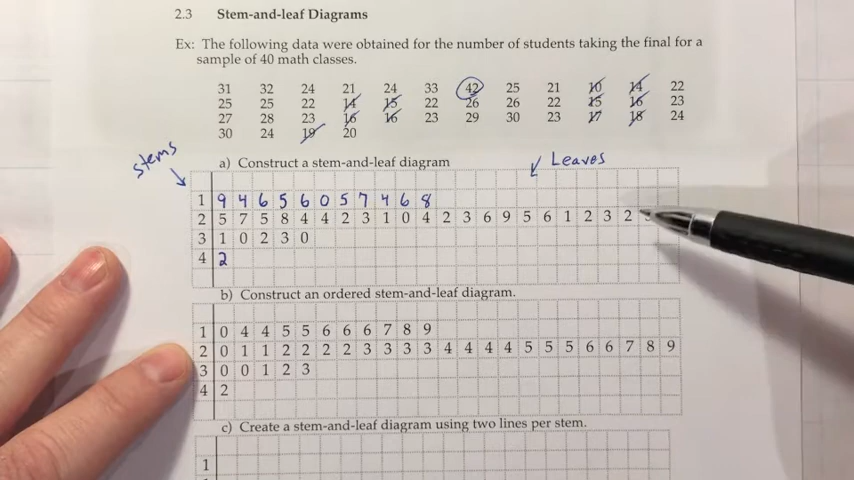 2.3 Stem-and-leaf Diagrams
Ex: The following data were obtained for the number of students taking the final for a
sample of 40 math classes.
31 32 24 21 24 33 42 25 21 10 14 22
25 25 22 14 15 22 26 26 22 15 16 23
27 28 23 16 16 23 29 30 23 17 18 24
30 24 19 20
stems
a) Construct a stem-and-leaf diagram
Leaves
1 9 4 6 5 6 0 5 7 4 6 8
2 5 7 5 8 4 4 2 3 1 0 4 2 3 6 9 5 6 1 2 3 2
3 1 0 2 3 0
4 2
b) Construct an ordered stem-and-leaf diagram.
1 0 4 4 5 5 6 6 6 7 8 9
2 0 1 1 2 2 2 2 3 3 3 3 4 4 4 4 5 5 5 6 6 7 8 9
3 0 0 1 2 3
4 2
c) Create a stem-and-leaf diagram using two lines per stem.
1